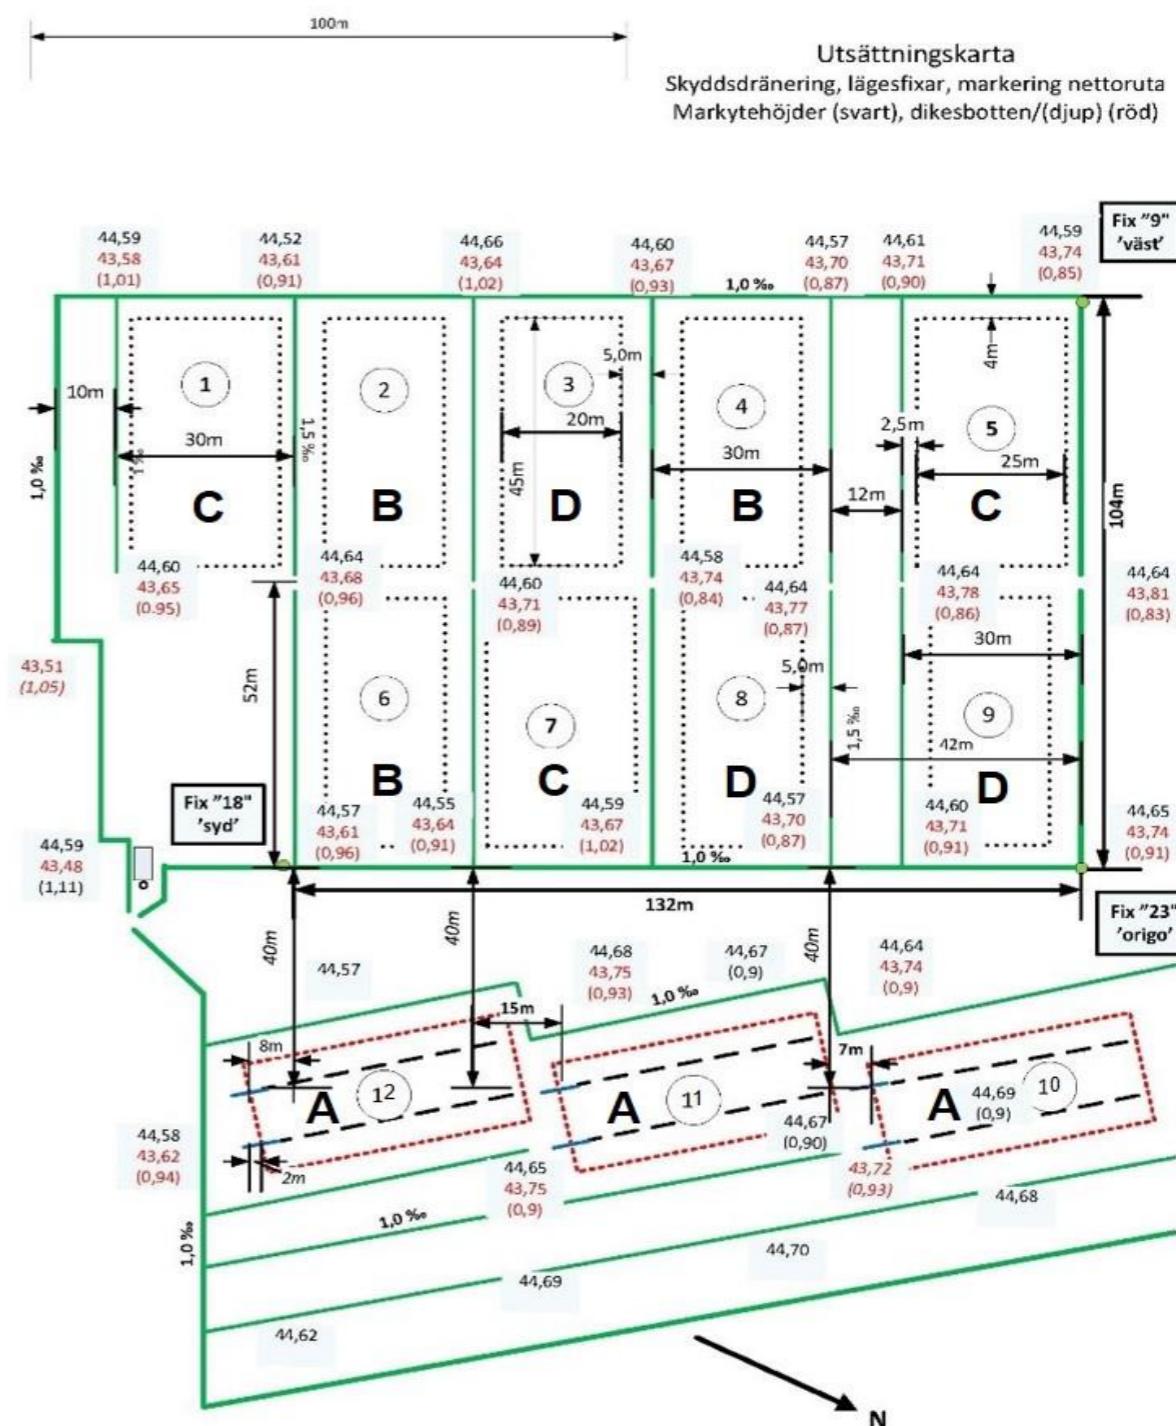 100m
Utsättningskarta
Skyddsdränering, lägesfixar, markering nettoruta
Markytehöjder (svart), dikesbotten/(djup) (röd)
Fix "9"
'väst'
44,59
43,58
(1,01)
44,52
43,61
(0,91)
44,66
43,64
(1,02)
44,60
43,67
(0,93)
44,57
43,70
(0,87)
44,61
43,71
(0,90)
44,59
43,74
(0,85)
1,0 ‰
1
2
3
4
5
5,0m
4m
10m
30m
1,5 ‰
1 ‰
20m
45m
30m
2,5m
25m
12m
104m
1,0 ‰
C
B
D
B
C
44,60
43,65
(0.95)
44,64
43,68
(0,96)
44,60
43,71
(0,89)
44,58
43,74
(0,84)
44,64
43,77
(0,87)
44,64
43,78
(0,86)
44,64
43,81
(0,83)
43,51
(1,05)
52m
30m
5,0m
6
7
8
9
1,5 ‰
42m
B
C
D
D
Fix "18"
'syd'
44,57
43,61
(0,96)
44,55
43,64
(0,91)
44,59
43,67
(1,02)
44,57
43,70
(0,87)
44,60
43,71
(0,91)
44,65
43,74
(0,91)
44,59
43,48
(1,11)
1,0 ‰
132m
Fix "23"
'origo'
40m
40m
40m
44,57
44,68
43,75
(0,93)
44,67
(0,9)
44,64
43,74
(0,9)
1,0 ‰
15m
8m
7m
A
12
A
11
A
10
44,69
(0,9)
44,67
(0,90)
44,58
43,62
(0,94)
2m
44,65
43,75
(0,9)
43,72
(0,93)
44,68
1,0 ‰
1,0 ‰
44,70
44,69
44,62
N